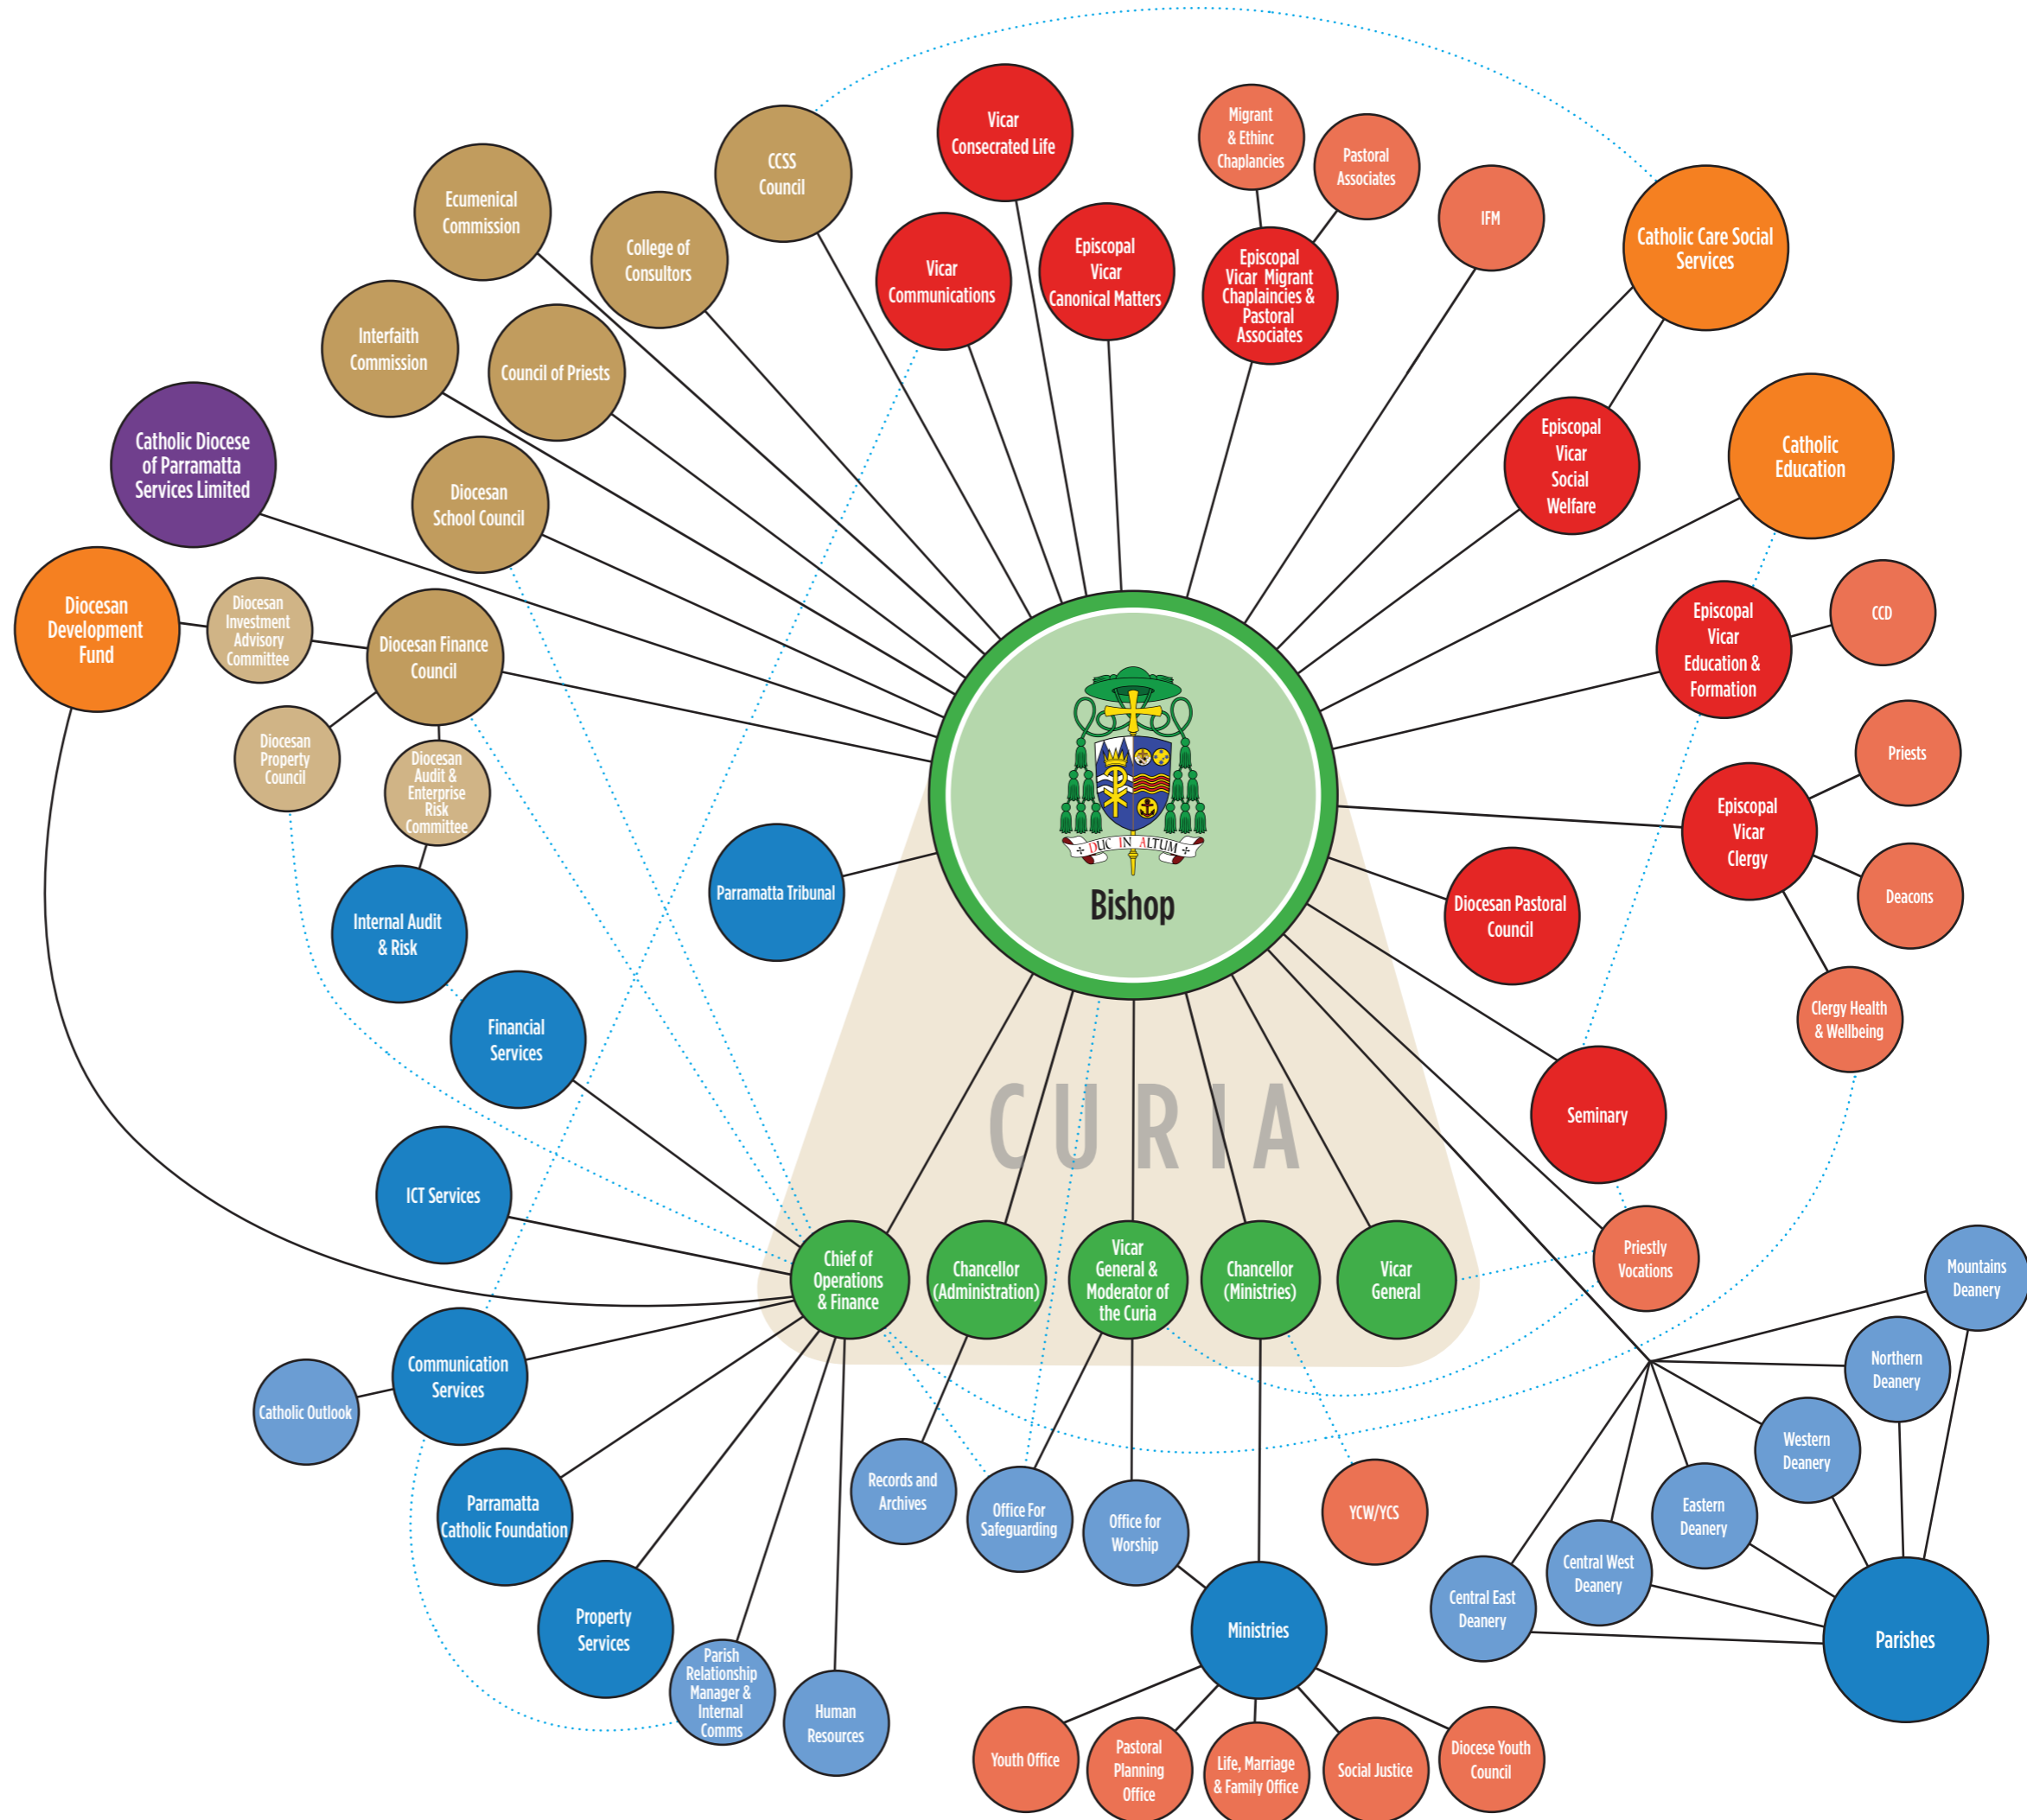 Vicar
Consecrated Life
Migrant
& Ethinc
Chaplancies
Pastoral
Associates
CCSS
Council
Ecumenical
Commission
College of
Consultors
IFM
Catholic Care Social
Services
Vicar
Communications
Episcopal
Vicar
Canonical Matters
Episcopal
Vicar Migrant
Chaplaincies &
Pastoral
Associates
Interfaith
Commission
Council of Priests
Catholic Diocese
of Parramatta
Services Limited
Diocesan
School Council
Episcopal
Vicar
Social
Welfare
Catholic
Education
Diocesan
Development
Fund
Diocesan
Investment
Advisory
Committee
Diocesan Finance
Council
Episcopal
Vicar
Education &
Formation
CCD
Diocesan
Property
Council
Diocesan
Audit &
Enterprise
Risk
Committee
Priests
Episcopal
Vicar
Clergy
DUC IN ALTUM
Bishop
Parramatta Tribunal
Diocesan Pastoral
Council
Deacons
Internal Audit
& Risk
Clergy Health
& Wellbeing
Financial
Services
CURIA
Seminary
ICT Services
Chief of
Operations
& Finance
Chancellor
(Administration)
Vicar
General &
Moderator of
the Curia
Chancellor
(Ministries)
Vicar
General
Priestly
Vocations
Mountains
Deanery
Northern
Deanery
Communication
Services
Catholic Outlook
Western
Deanery
Parramatta
Catholic Foundation
Records and
Archives
Office For
Safeguarding
Office for
Worship
YCW/YCS
Eastern
Deanery
Central West
Deanery
Central East
Deanery
Property
Services
Ministries
Parishes
Parish
Relationship
Manager &
Internal
Comms
Human
Resources
Youth Office
Pastoral
Planning
Office
Life, Marriage
& Family Office
Social Justice
Diocese Youth
Council